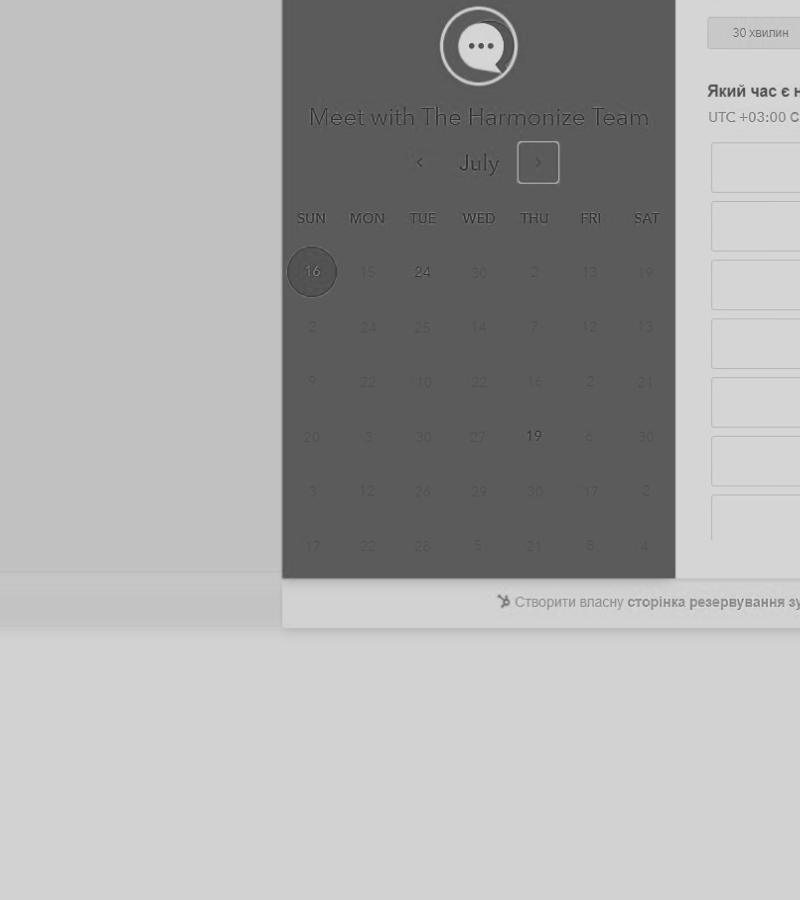 30 хвилин
Meet with The Harmonize Team
Який час є
UTC +03:00
July
SUN MON TUE WED THU FRI SAT
16 15 24 30 2 13 19
2 24 25 14 7 12 13
9 22 10 22 16 2 21
20 3 30 27 19 6 30
3 12 26 29 30 17 2
17 22 28 5 21 8 4
Створити власну сторінка резервування